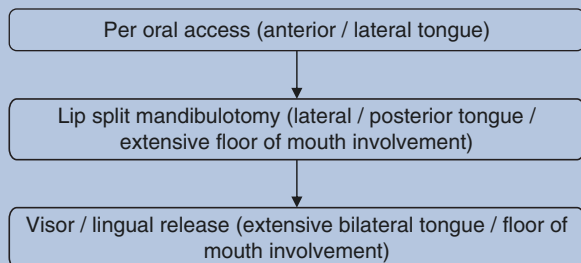 Per oral access (anterior / lateral tongue)
Lip split mandibulotomy (lateral / posterior tongue /
extensive floor of mouth involvement)
Visor / lingual release (extensive bilateral tongue / floor of
mouth involvement)